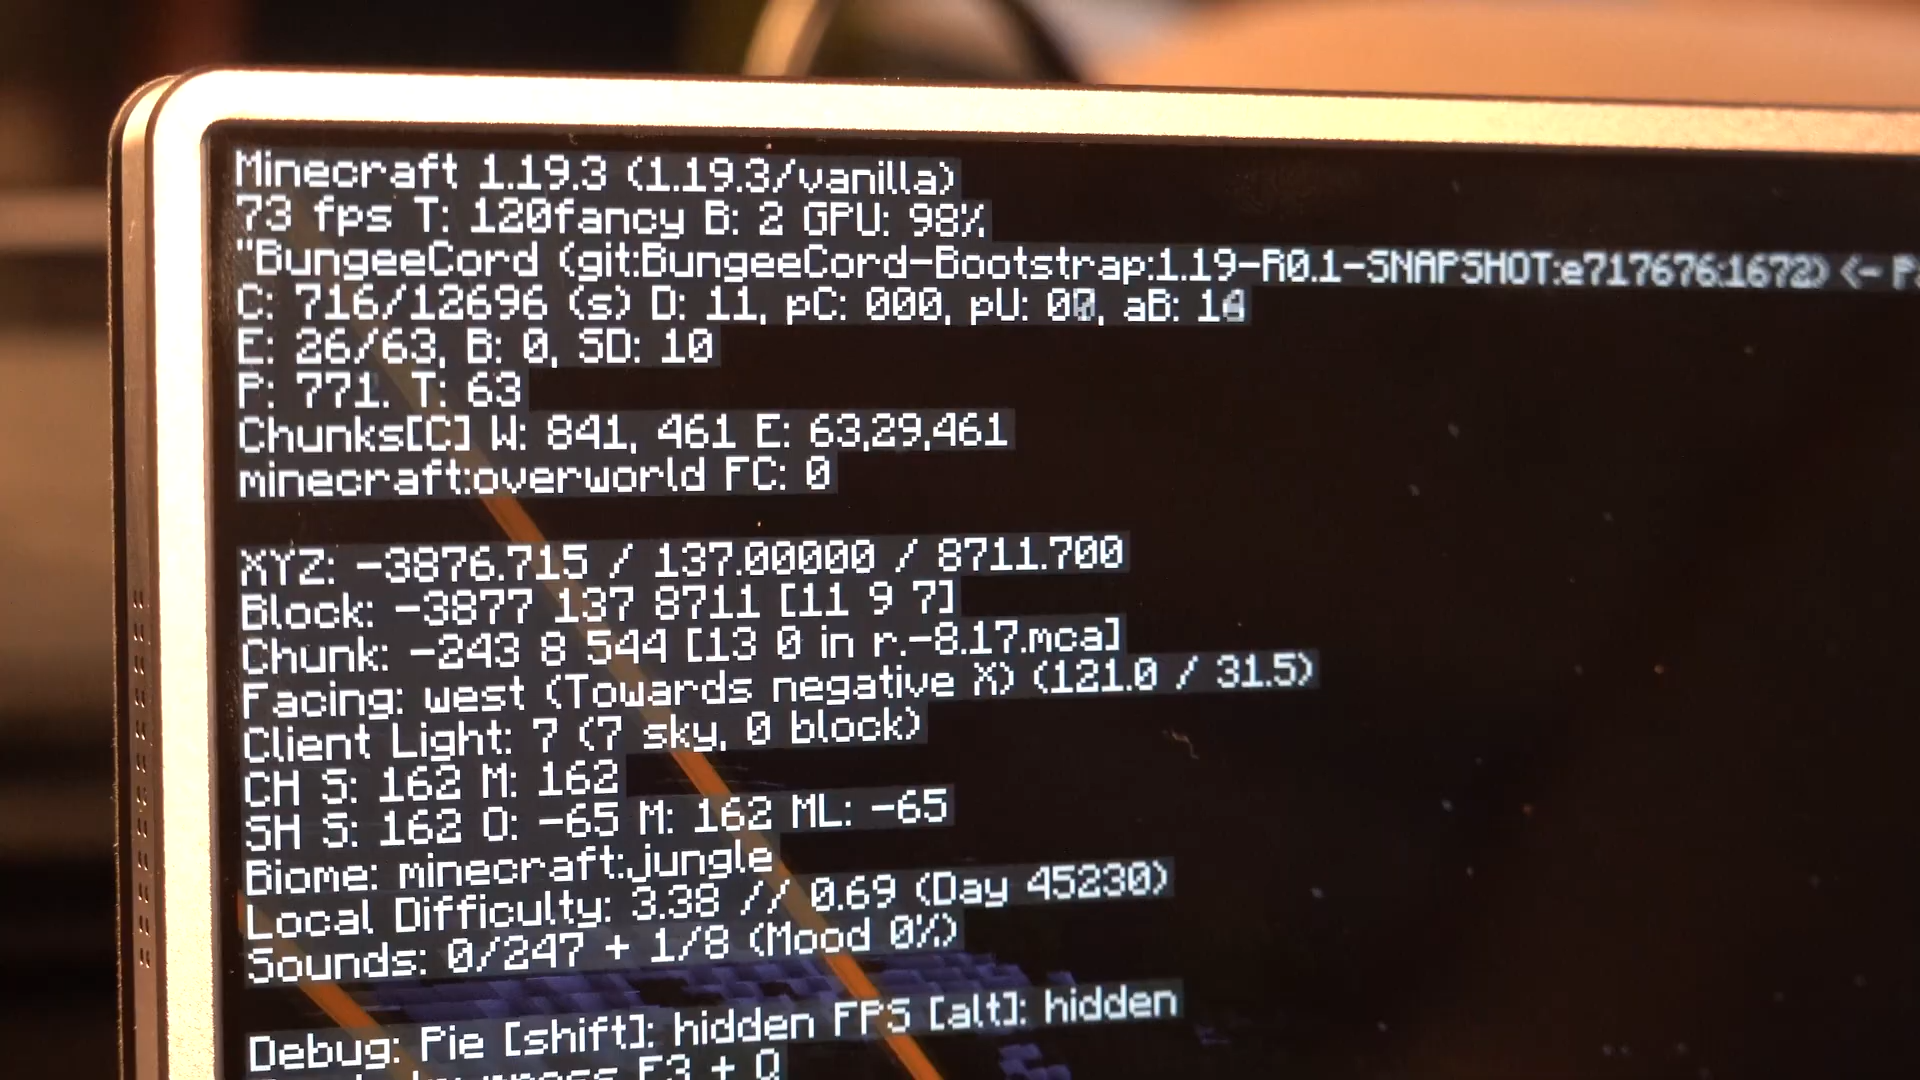 Minecraft 1.19.3 (1.19.3/vanilla)
73 fps T: 120fancy B: 2 GPU: 98%
"BungeeCord (git:BungeeCord-Bootstrap:1.19-R0.1-SNAPSHOT:e717676:1672) <-
C: 716/12696 (s) D: 11, pC: 000, pU: 00, aB:
E: 26/63, B: 0, SD: 10
P: 771. T: 63
Chunks[C] W: 841, 461 E: 63,29,461
minecraft:overworld FC: 0
XYZ: -3876.715 / 137.00000 / 8711.700
Block: -3877 137 8711 [11 9 7]
Chunk: -243 8 544 [13 0 in r.-8.17.mca]
Facing: west (Towards negative X) (121.0 / 31.5)
Client Light: 7 (7 sky, 0 block)
CH S: 162 M: 162
SH S: 162 O: -65 M: 162 ML: -65
Biome: minecraft:jungle
Local Difficulty: 3.38 // 0.69 (Day 45230)
Sounds: 0/247 + 1/8 (Mood 0%)
Debug: Pie [shift]: hidden FPS [alt]: hidden
F3 + Q